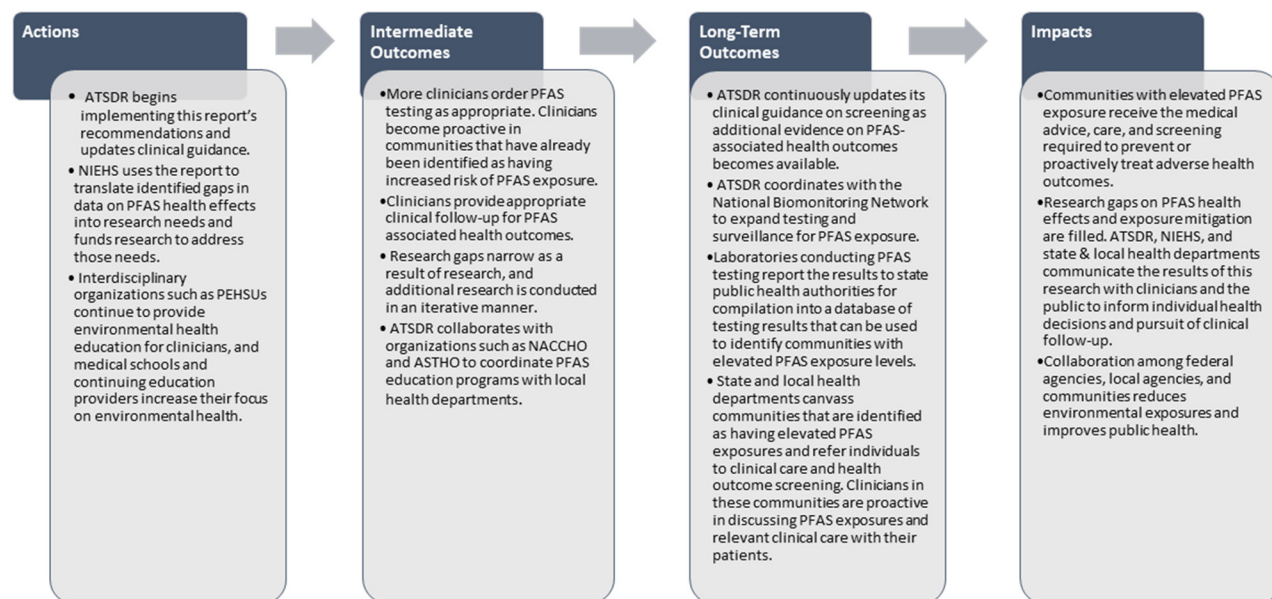 Actions
• ATSDR begins
implementing this report's
recommendations and
updates clinical guidance.
• NIEHS uses the report to
translate identified gaps in
data on PFAS health effects
into research needs and
funds research to address
those needs.
• Interdisciplinary
organizations such as PEHSUs
continue to provide
environmental health
education for clinicians, and
medical schools and
continuing education
providers increase their focus
on environmental health.
Intermediate
Outcomes
•More clinicians order PFAS
testing as appropriate. Clinicians
become proactive in
communities that have already
been identified as having
increased risk of PFAS exposure.
•Clinicians provide appropriate
clinical follow-up for PFAS
associated health outcomes.
• Research gaps narrow as a
result of research, and
additional research is conducted
in an iterative manner.
• ATSDR collaborates with
organizations such as NACCHO
and ASTHO to coordinate PFAS
education programs with local
health departments.
Long-Term
Outcomes
• ATSDR continuously updates its
clinical guidance on screening as
additional evidence on PFAS-
associated health outcomes
becomes available.
• ATSDR coordinates with the
National Biomonitoring Network
to expand testing and
surveillance for PFAS exposure.
•Laboratories conducting PFAS
testing report the results to state
public health authorities for
compilation into a database of
testing results that can be used
to identify communities with
elevated PFAS exposure levels.
• State and local health
departments canvass
communities that are identified
as having elevated PFAS
exposures and refer individuals
to clinical care and health
outcome screening. Clinicians in
these communities are proactive
in discussing PFAS exposures and
relevant clinical care with their
patients.
Impacts
•Communities with elevated PFAS
exposure receive the medical
advice, care, and screening
required to prevent or
proactively treat adverse health
outcomes.
•Research gaps on PFAS health
effects and exposure mitigation
are filled. ATSDR, NIEHS, and
state & local health departments
communicate the results of this
research with clinicians and the
public to inform individual health
decisions and pursuit of clinical
follow-up.
•Collaboration among federal
agencies, local agencies, and
communities reduces
environmental exposures and
improves public health.